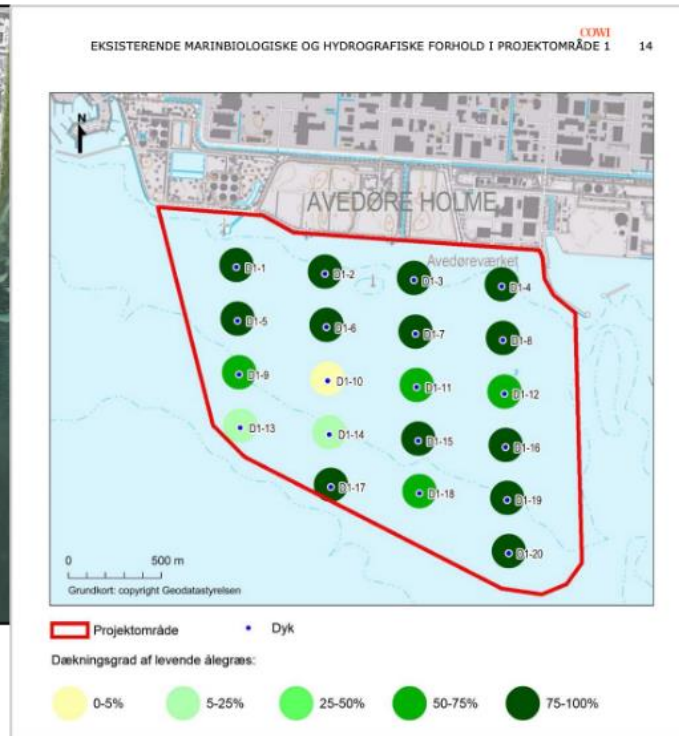 COWI
EKSISTERENDE MARINBIOLOGISKE OG HYDROGRAFISKE FORHOLD I PROJEKTOMRÅDE 1 14
N
AVEDØRE HOLME
Avedøreværket
D1-1
D1-2
D1-3
D1-4
D1-5
D1-6
D1-7
D1-8
D1-9
D1-10
D1-11
2
D1-12
D1-13
D1-14
D1-15
D1-16
D1-17
D1-18
D1-19
D1-20
0 500 m
Grundkort: copyright Geodatastyrelsen
Projektområde Dyk
Dækningsgrad af levende ålegræs:
0-5% 5-25% 25-50% 50-75% 75-100%